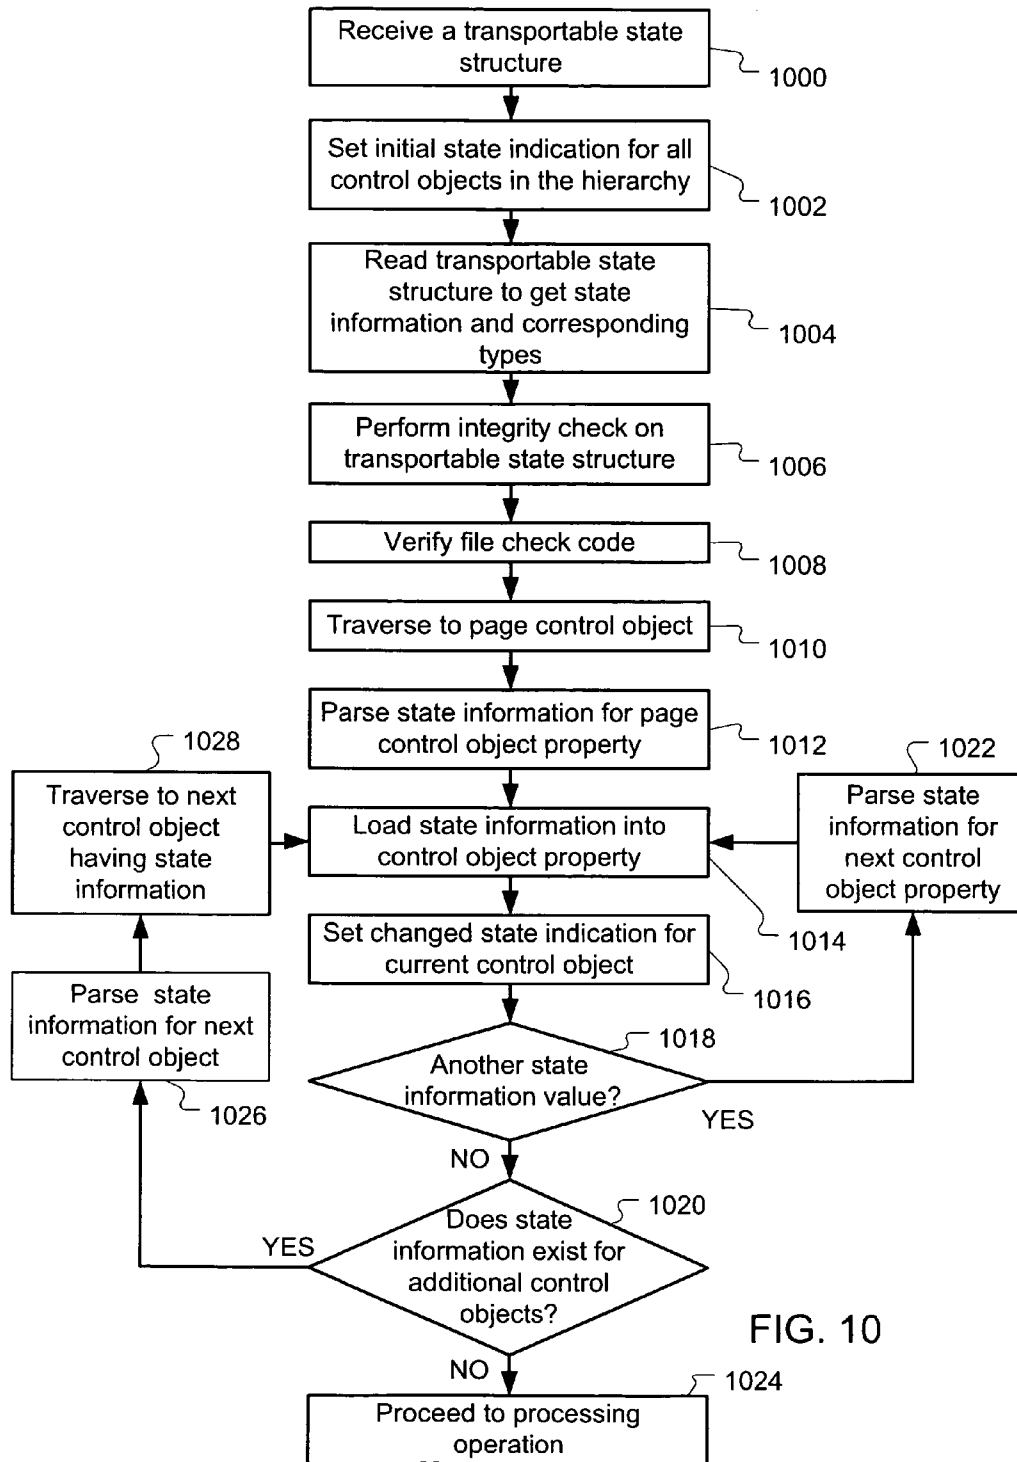 Receive a transportable state
structure
1000
Set initial state indication for all
control objects in the hierarchy
1002
Read transportable state
structure to get state
information and corresponding
types
1004
Perform integrity check on
transportable state structure
1006
Verify file check code
1008
Traverse to page control object
1010
Parse state information for page
control object property
1012
1028
Traverse to next
control object
having state
information
Load state information into
control object property
1014
1022
Parse state
information for
next control
object property
Set changed state indication for
current control object
1016
Parse state
information for next
control object
1026
1018
Another state
information value?
YES
NO
1020
Does state
information exist for
additional control
objects?
YES
NO
FIG. 10
1024
Proceed to processing
operation